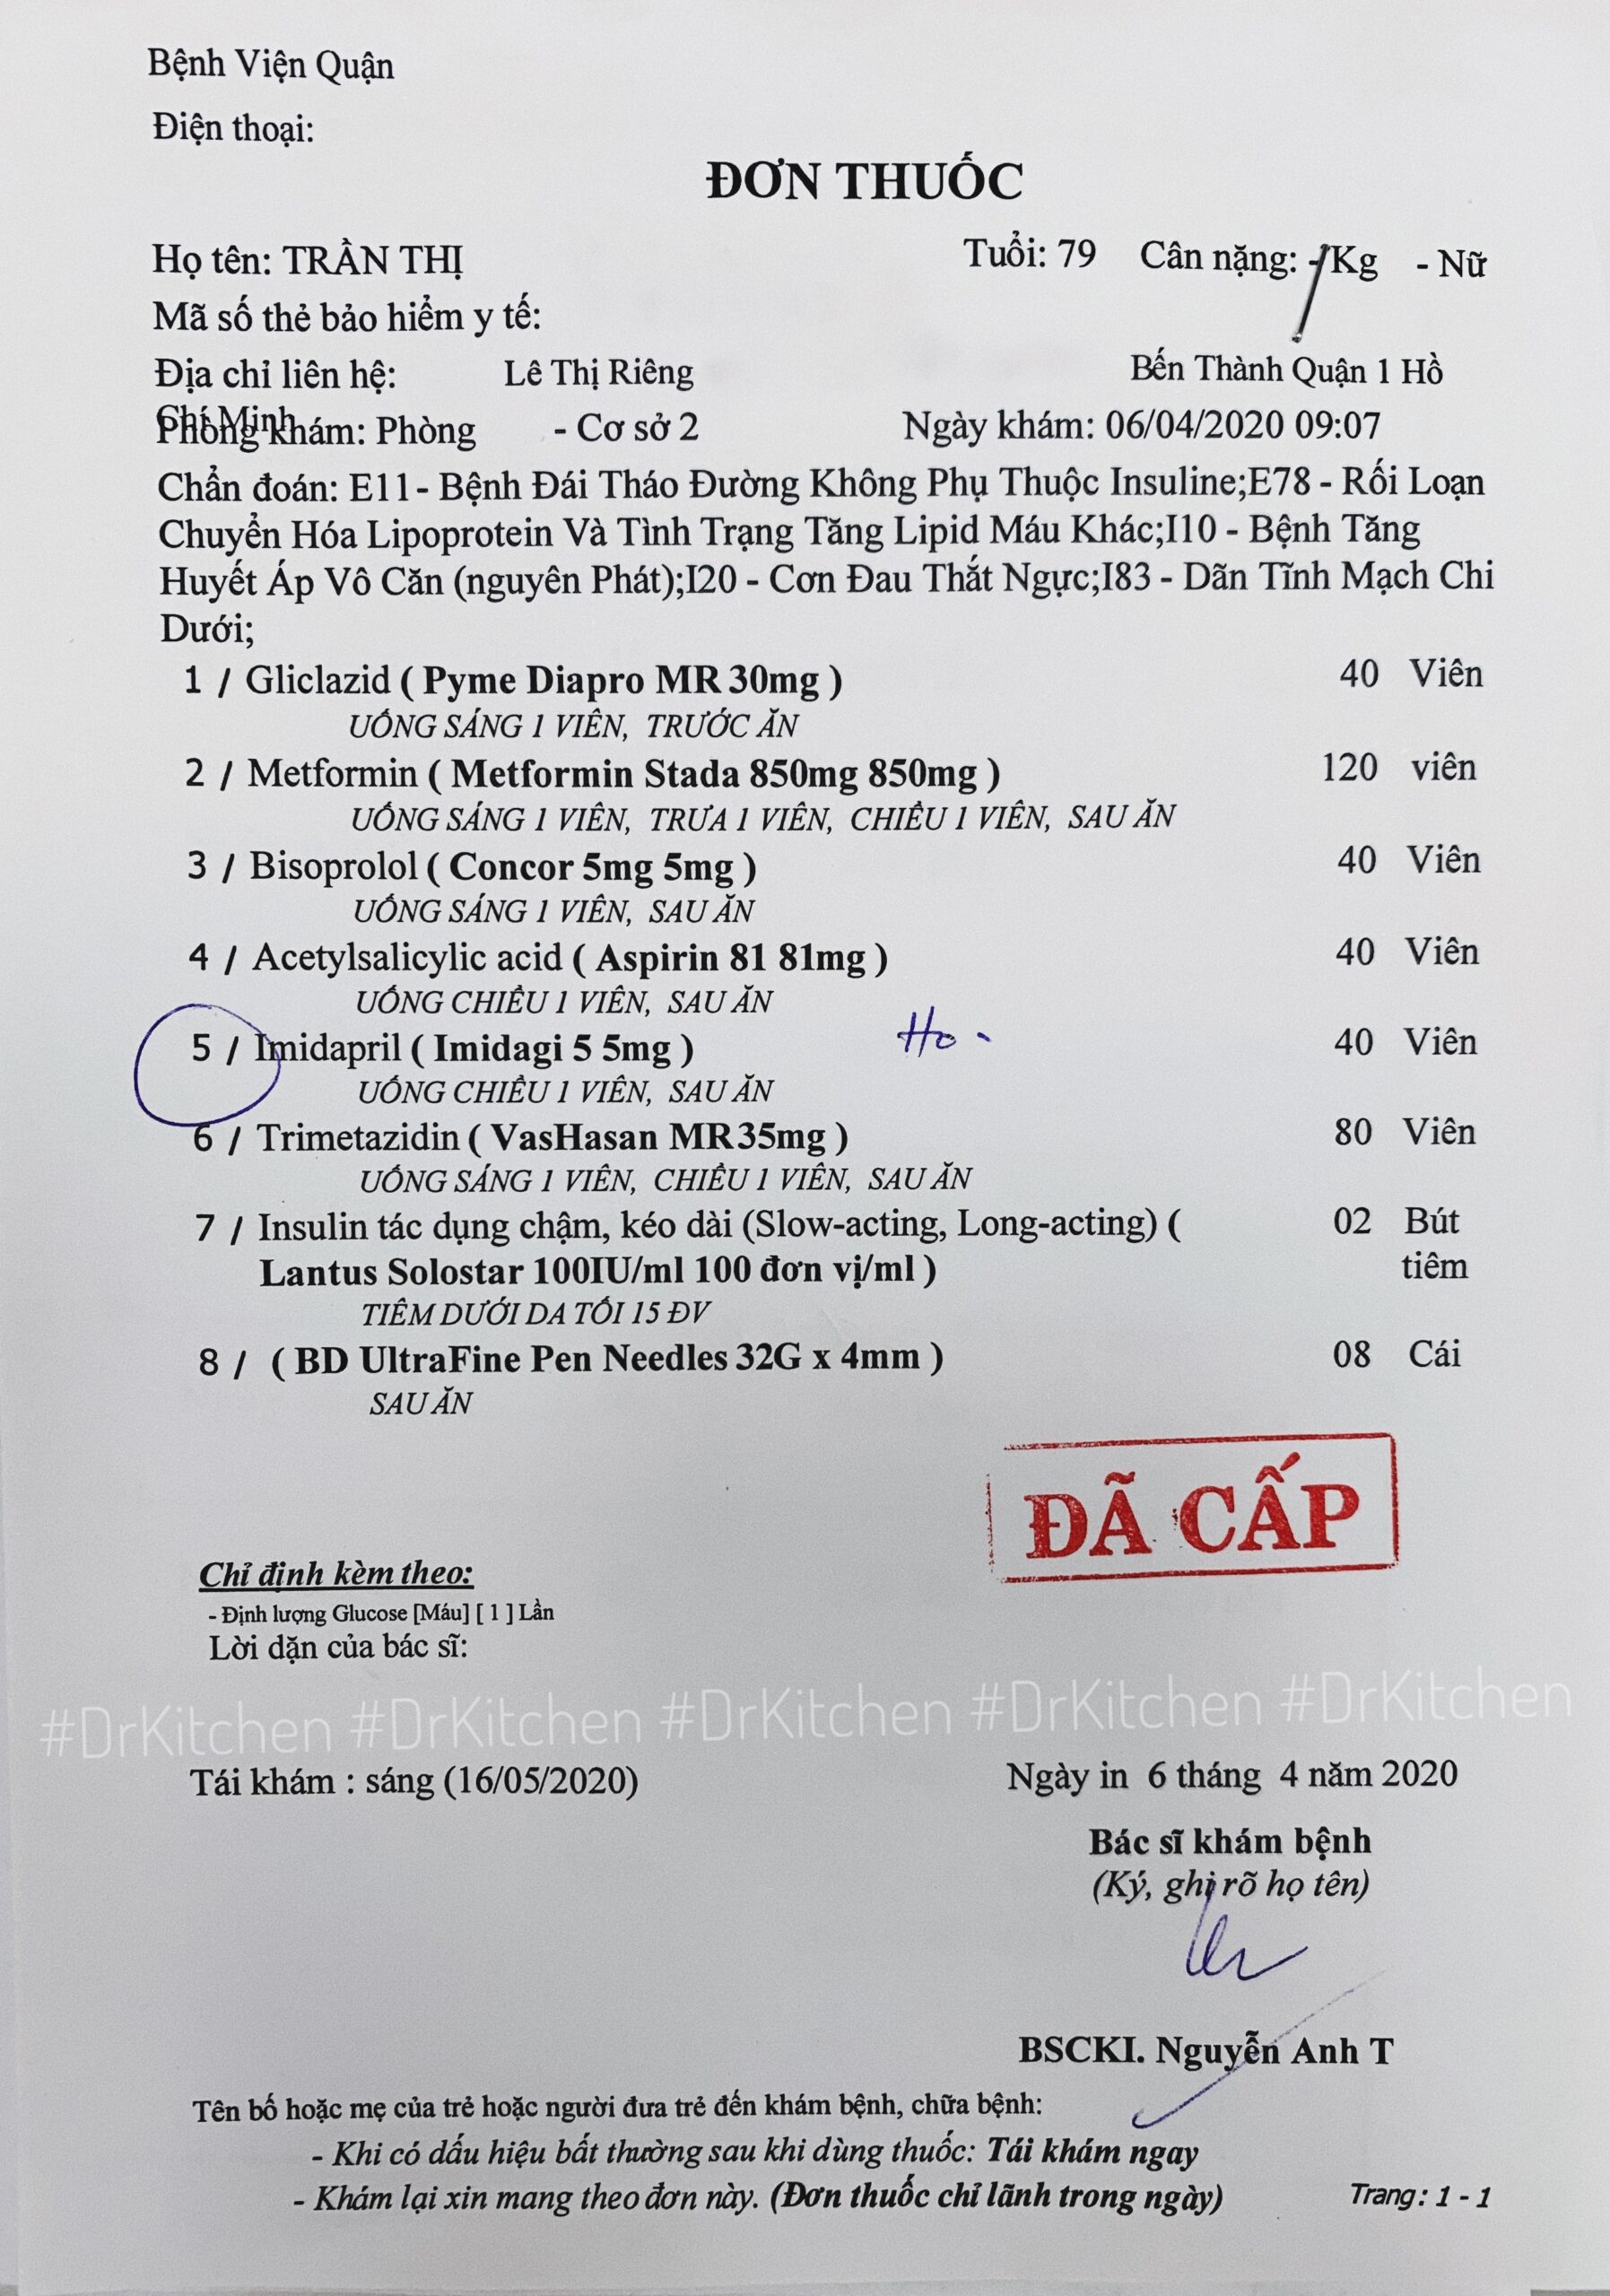 Bệnh Viện Quận
Điện thoại:
ĐƠN THUỐC
Họ tên: TRẦN THỊ Tuổi: 79 Cân nặng: -/Kg - Nữ
Mã số thẻ bảo hiểm y tế:
Địa chỉ liên hệ: Lê Thị Riêng Bến Thành Quận 1 Hồ
Chí Minh
Phòng khám: Phòng - Cơ sở 2 Ngày khám: 06/04/2020 09:07
Chẩn đoán: E11- Bệnh Đái Tháo Đường Không Phụ Thuộc Insuline;E78 - Rối Loạn
Chuyển Hóa Lipoprotein Và Tình Trạng Tăng Lipid Máu Khác;I10 - Bệnh Tăng
Huyết Áp Vô Căn (nguyên Phát);I20 - Cơn Đau Thắt Ngực;I83 - Dãn Tĩnh Mạch Chi
Dưới;
1 / Gliclazid ( Pyme Diapro MR 30mg ) 40 Viên
UỐNG SÁNG 1 VIÊN, TRƯỚC ĂN
2 / Metformin ( Metformin Stada 850mg 850mg ) 120 viên
UỐNG SÁNG 1 VIÊN, TRƯA 1 VIÊN, CHIỀU 1 VIÊN, SAU ĂN
3 / Bisoprolol ( Concor 5mg 5mg ) 40 Viên
UỐNG SÁNG 1 VIÊN, SAU ĂN
4 / Acetylsalicylic acid ( Aspirin 81 81mg ) 40 Viên
UỐNG CHIỀU 1 VIÊN, SAU ĂN
5 / Imidapril ( Imidagi 5 5mg ) Ho - 40 Viên
UỐNG CHIỀU 1 VIÊN, SAU ĂN
6 / Trimetazidin ( VasHasan MR 35mg ) 80 Viên
UỐNG SÁNG 1 VIÊN, CHIỀU 1 VIÊN, SAU ĂN
7 / Insulin tác dụng chậm, kéo dài (Slow-acting, Long-acting) ( 02 Bút
Lantus Solostar 100IU/ml 100 đơn vị/ml ) tiêm
TIÊM DƯỚI DA TỐI 15 ĐV
8 / ( BD UltraFine Pen Needles 32G x 4mm ) 08 Cái
SAU ĂN
ĐÃ CẤP
Chỉ định kèm theo:
- Định lượng Glucose [Máu] [ 1 ] Lần
Lời dặn của bác sĩ:
#DrKitchen #DrKitchen #DrKitchen #DrKitchen #DrKitchen
Tái khám : sáng (16/05/2020) Ngày in 6 tháng 4 năm 2020
Bác sĩ khám bệnh
(Ký, ghi rõ họ tên)
BSCKI. Nguyễn Anh T
Tên bố hoặc mẹ của trẻ hoặc người đưa trẻ đến khám bệnh, chữa bệnh:
- Khi có dấu hiệu bất thường sau khi dùng thuốc: Tái khám ngay
- Khám lại xin mang theo đơn này. (Đơn thuốc chỉ lãnh trong ngày) Trang : 1 - 1